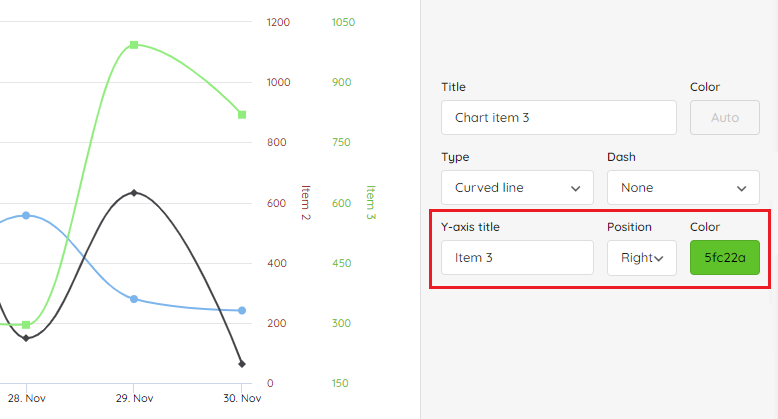 1200 1050
1000 900
800 750
600 600
Item 2 Item 3
400 450
200 300
0 150
28. Nov 29. Nov 30. Nov
Title Color
Chart item 3 Auto
Type Dash
Curved line None
Y-axis title Position Color
Item 3 Right 5fc22a